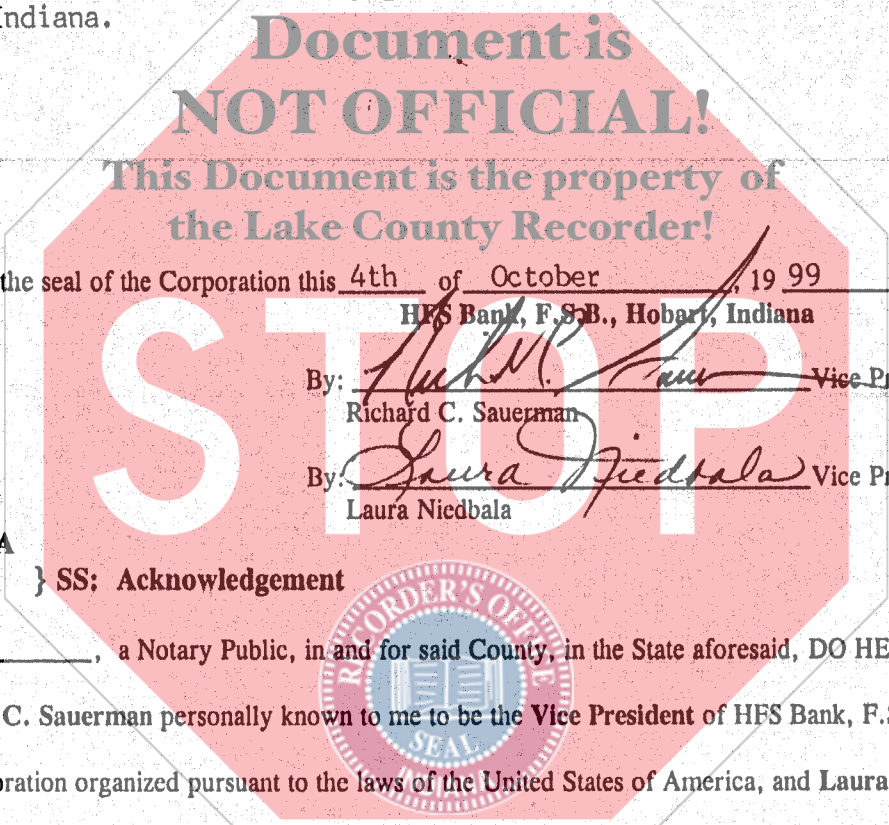 Indiana.
Document is
NOT OFFICIAL!
This Document is the property of
the Lake County Recorder!
the seal of the Corporation this 4th of October, 19 99
HFS Bank, F.S.B., Hobart, Indiana
By: Vice Pr
Richard C. Sauerman
By: Laura Niedbala Vice Pr
Laura Niedbala
STOP
A
} SS: Acknowledgement
, a Notary Public, in and for said County, in the State aforesaid, DO HE
C. Sauerman personally known to me to be the Vice President of HFS Bank, F.
oration organized pursuant to the laws of the United States of America, and Laura
RECORDER'S OFFICE
SEAL
INDIANA